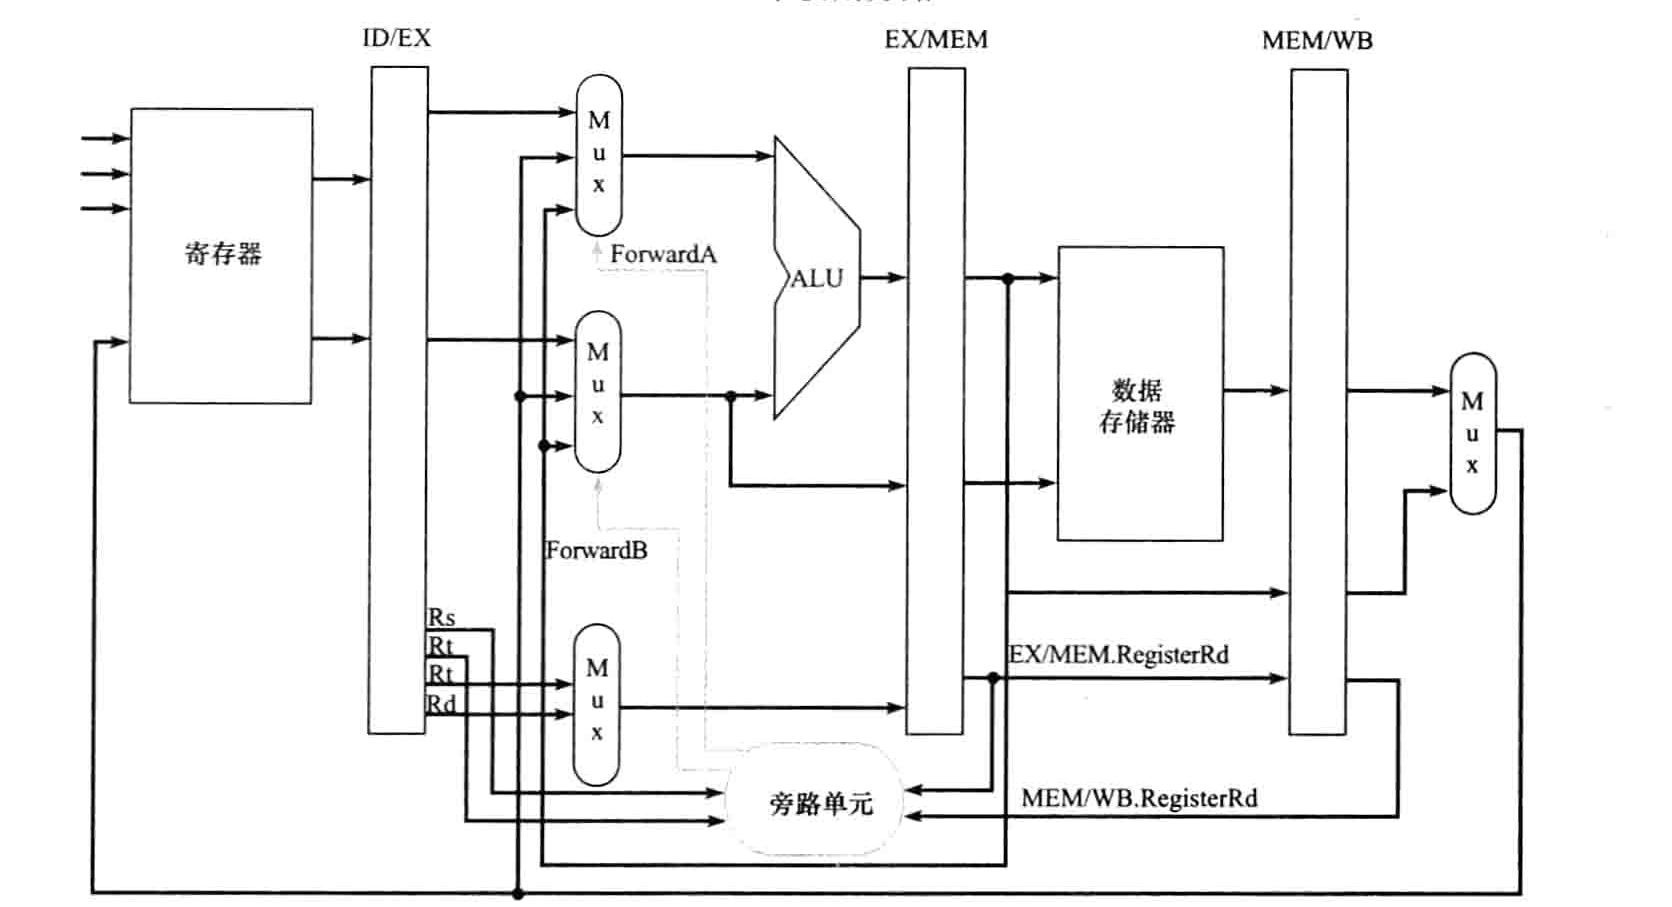 ID/EX
EX/MEM
MEM/WB
M
u
x
寄存器
ForwardA
ALU
M
u
x
数据
存储器
M
u
x
ForwardB
Rs
Rt
Rt
Rd
M
u
x
EX/MEM.RegisterRd
旁路单元
MEM/WB.RegisterRd